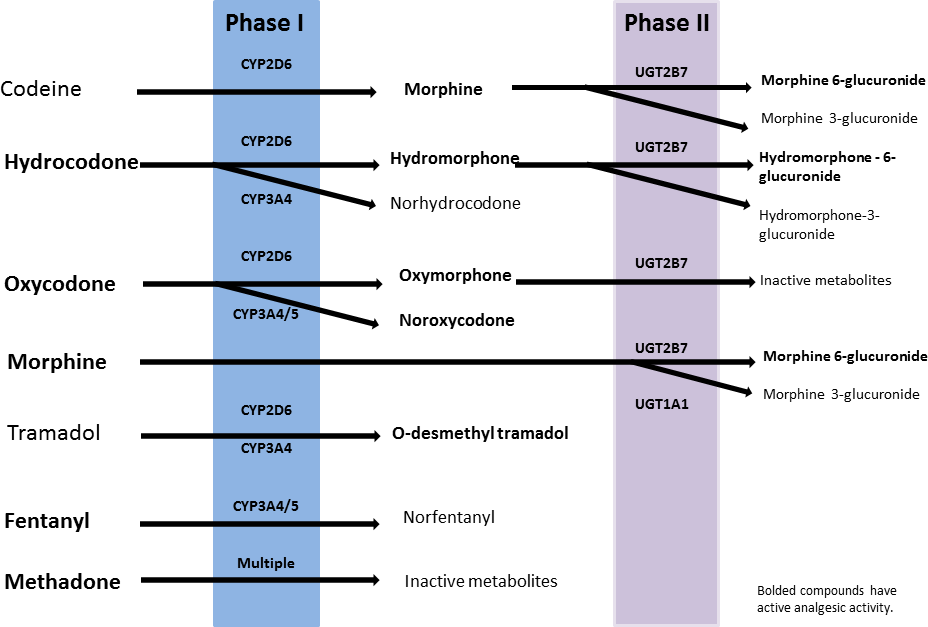 Phase I
Phase II
CYP2D6
UGT2B7
Codeine
Morphine
Morphine 6-glucuronide
Morphine 3-glucuronide
CYP2D6
UGT2B7
Hydrocodone
Hydromorphone
Hydromorphone - 6-
glucuronide
CYP3A4
Norhydrocodone
Hydromorphone-3-
glucuronide
CYP2D6
UGT2B7
Oxycodone
Oxymorphone
Inactive metabolites
CYP3A4/5
Noroxycodone
UGT2B7
Morphine
Morphine 6-glucuronide
Morphine 3-glucuronide
UGT1A1
CYP2D6
Tramadol
O-desmethyl tramadol
CYP3A4
CYP3A4/5
Fentanyl
Norfentanyl
Multiple
Methadone
Inactive metabolites
Bolded compounds have
active analgesic activity.